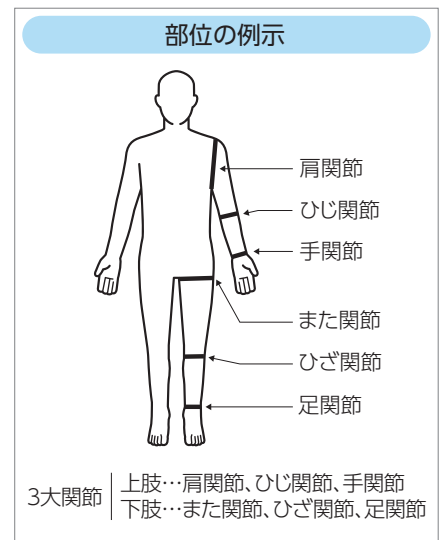 部位の例示
肩関節
ひじ関節
手関節
また関節
ひざ関節
足関節
3大関節
上肢…肩関節、ひじ関節、手関節
下肢…また関節、ひざ関節、足関節